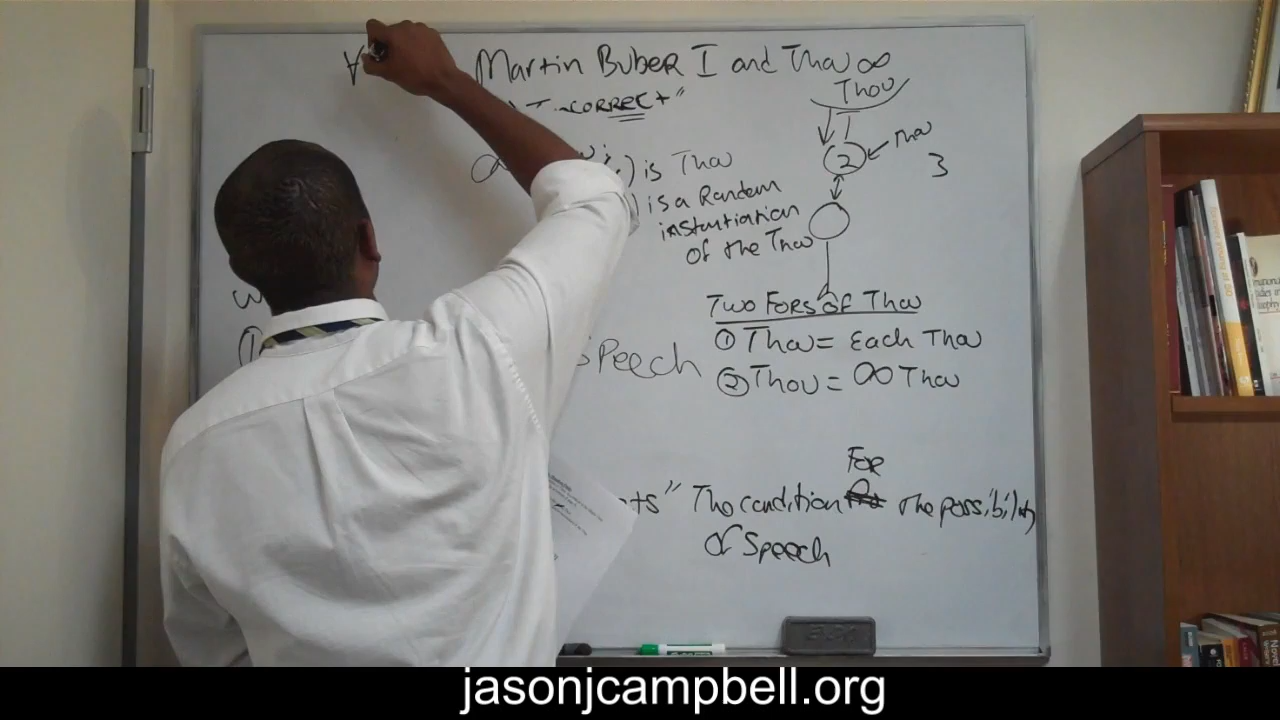 Martin Buber I and Thou ∞
Thou
CORRECT"
Thou
2
3
is Thou
is a Random
instantiation
of the Thou
Two Fors of Thou
① Thou = Each Thou
② Thou = ∞ Thou
Speech
For
The condition The possibility
Of Speech
jasonjcampbell.org